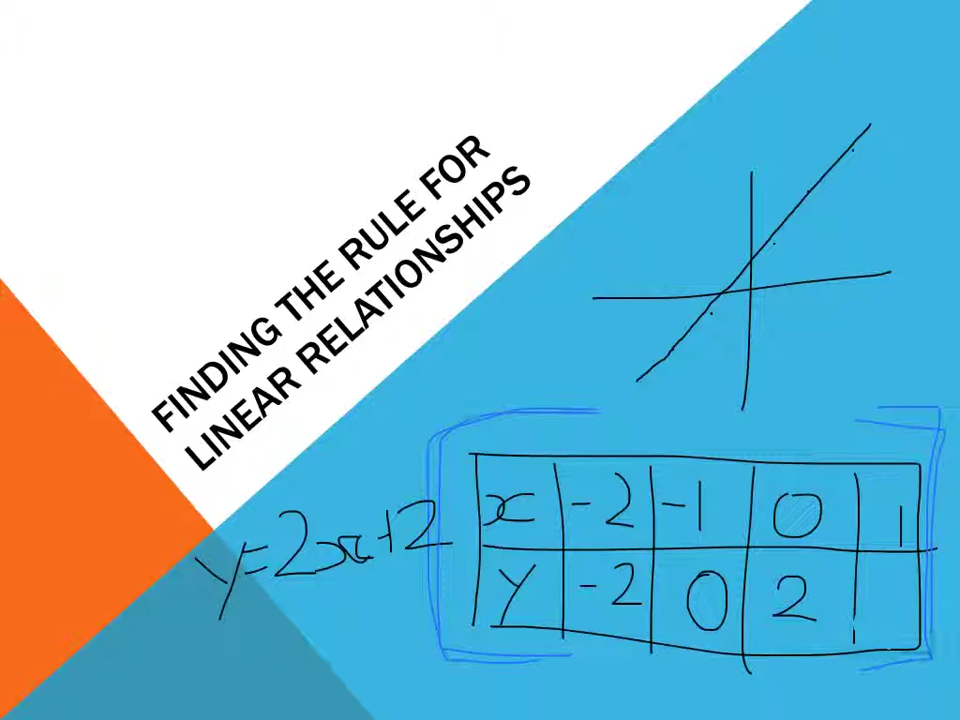 FINDING THE RULE FOR
LINEAR RELATIONSHIPS
y=2x+2
x -2 -1 0 1
y -2 0 2